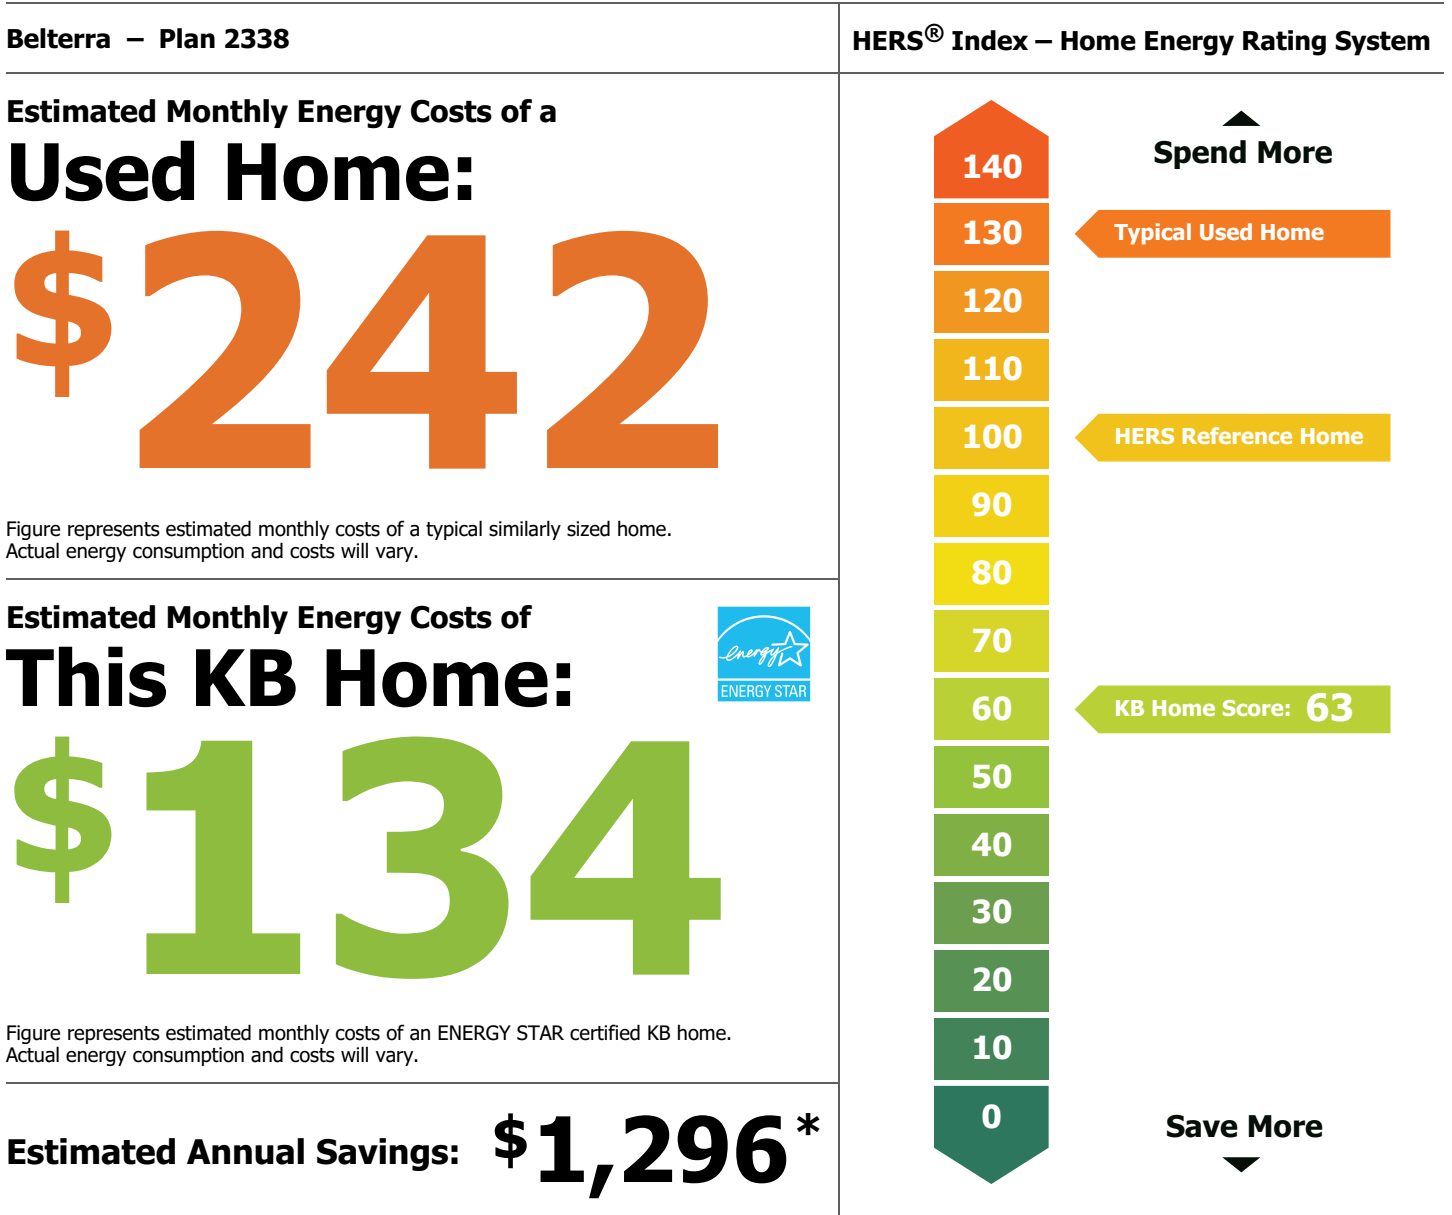 Belterra – Plan 2338
Estimated Monthly Energy Costs of a
Used Home:
$242
Figure represents estimated monthly costs of a typical similarly sized home.
Actual energy consumption and costs will vary.
Estimated Monthly Energy Costs of
This KB Home:
energy
ENERGY STAR
$134
Figure represents estimated monthly costs of an ENERGY STAR certified KB home.
Actual energy consumption and costs will vary.
Estimated Annual Savings: $1,296*
HERS® Index – Home Energy Rating System
Spend More
140
130 Typical Used Home
120
110
100 HERS Reference Home
90
80
70
60 KB Home Score: 63
50
40
30
20
10
0
Save More